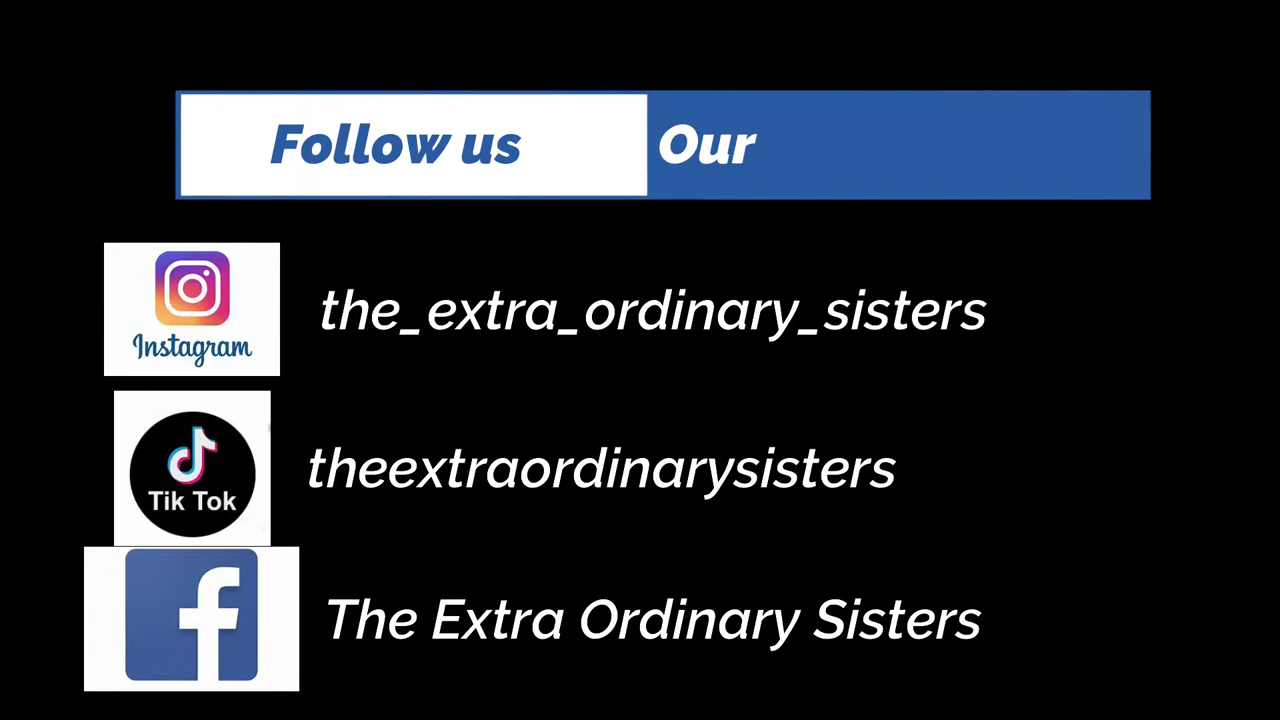 Follow us Our
Instagram
the_extra_ordinary_sisters
Tik Tok
theextraordinarysisters
f
The Extra Ordinary Sisters